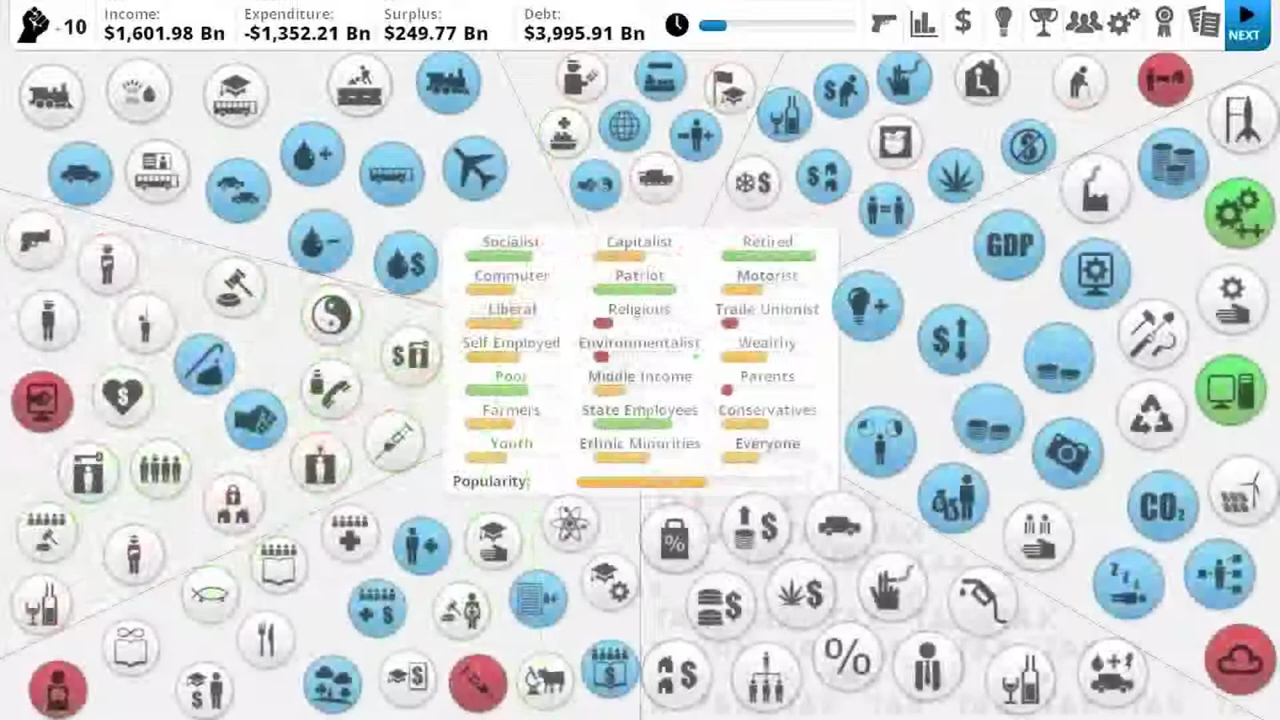 Income: Expenditure: Surplus: Debt:
- 10 $1,601.98 Bn -$1,352.21 Bn $249.77 Bn $3,995.91 Bn
NEXT
Socialist Capitalist Retired
Commuter Patriot Motorist
Liberal Religious Trade Unionist
Self Employed Environmentalist Wealthy
Poor Middle Income Parents
Farmers State Employees Conservatives
Youth Ethnic Minorities Everyone
Popularity:
GDP
CO₂